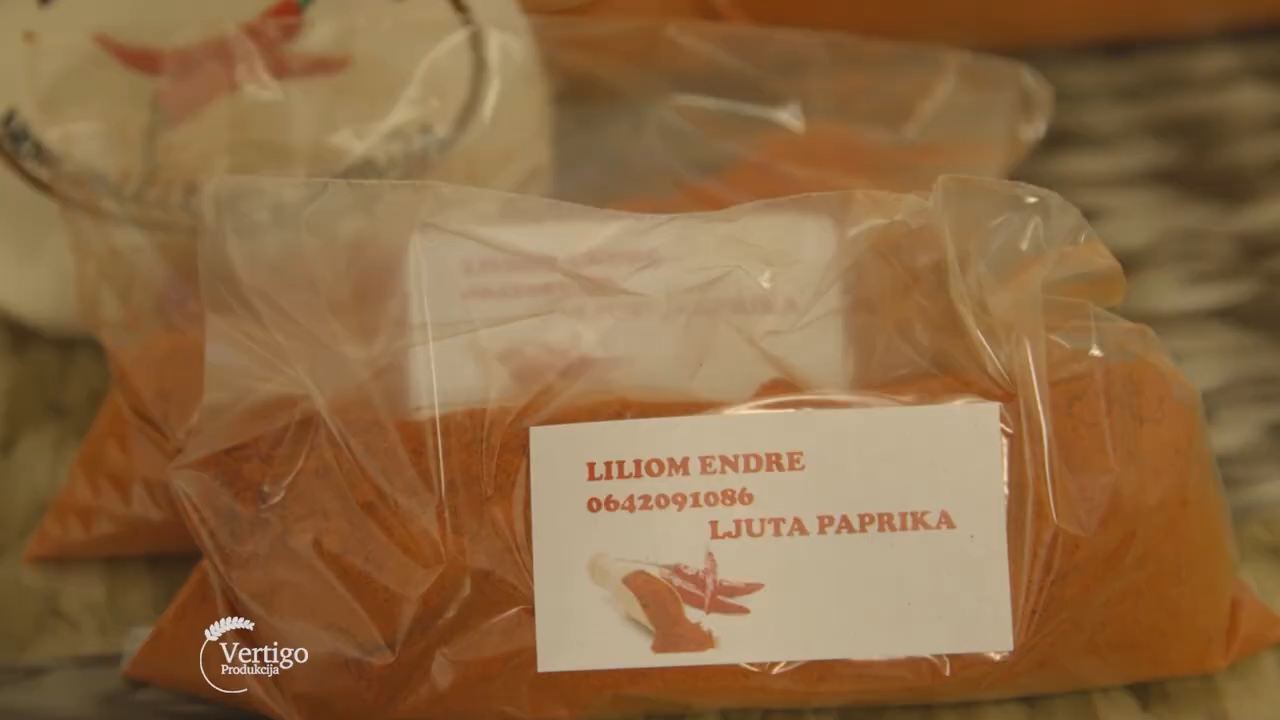 LILIOM ENDRE
0642091086
LJUTA PAPRIKA
Vertigo
Produkcija